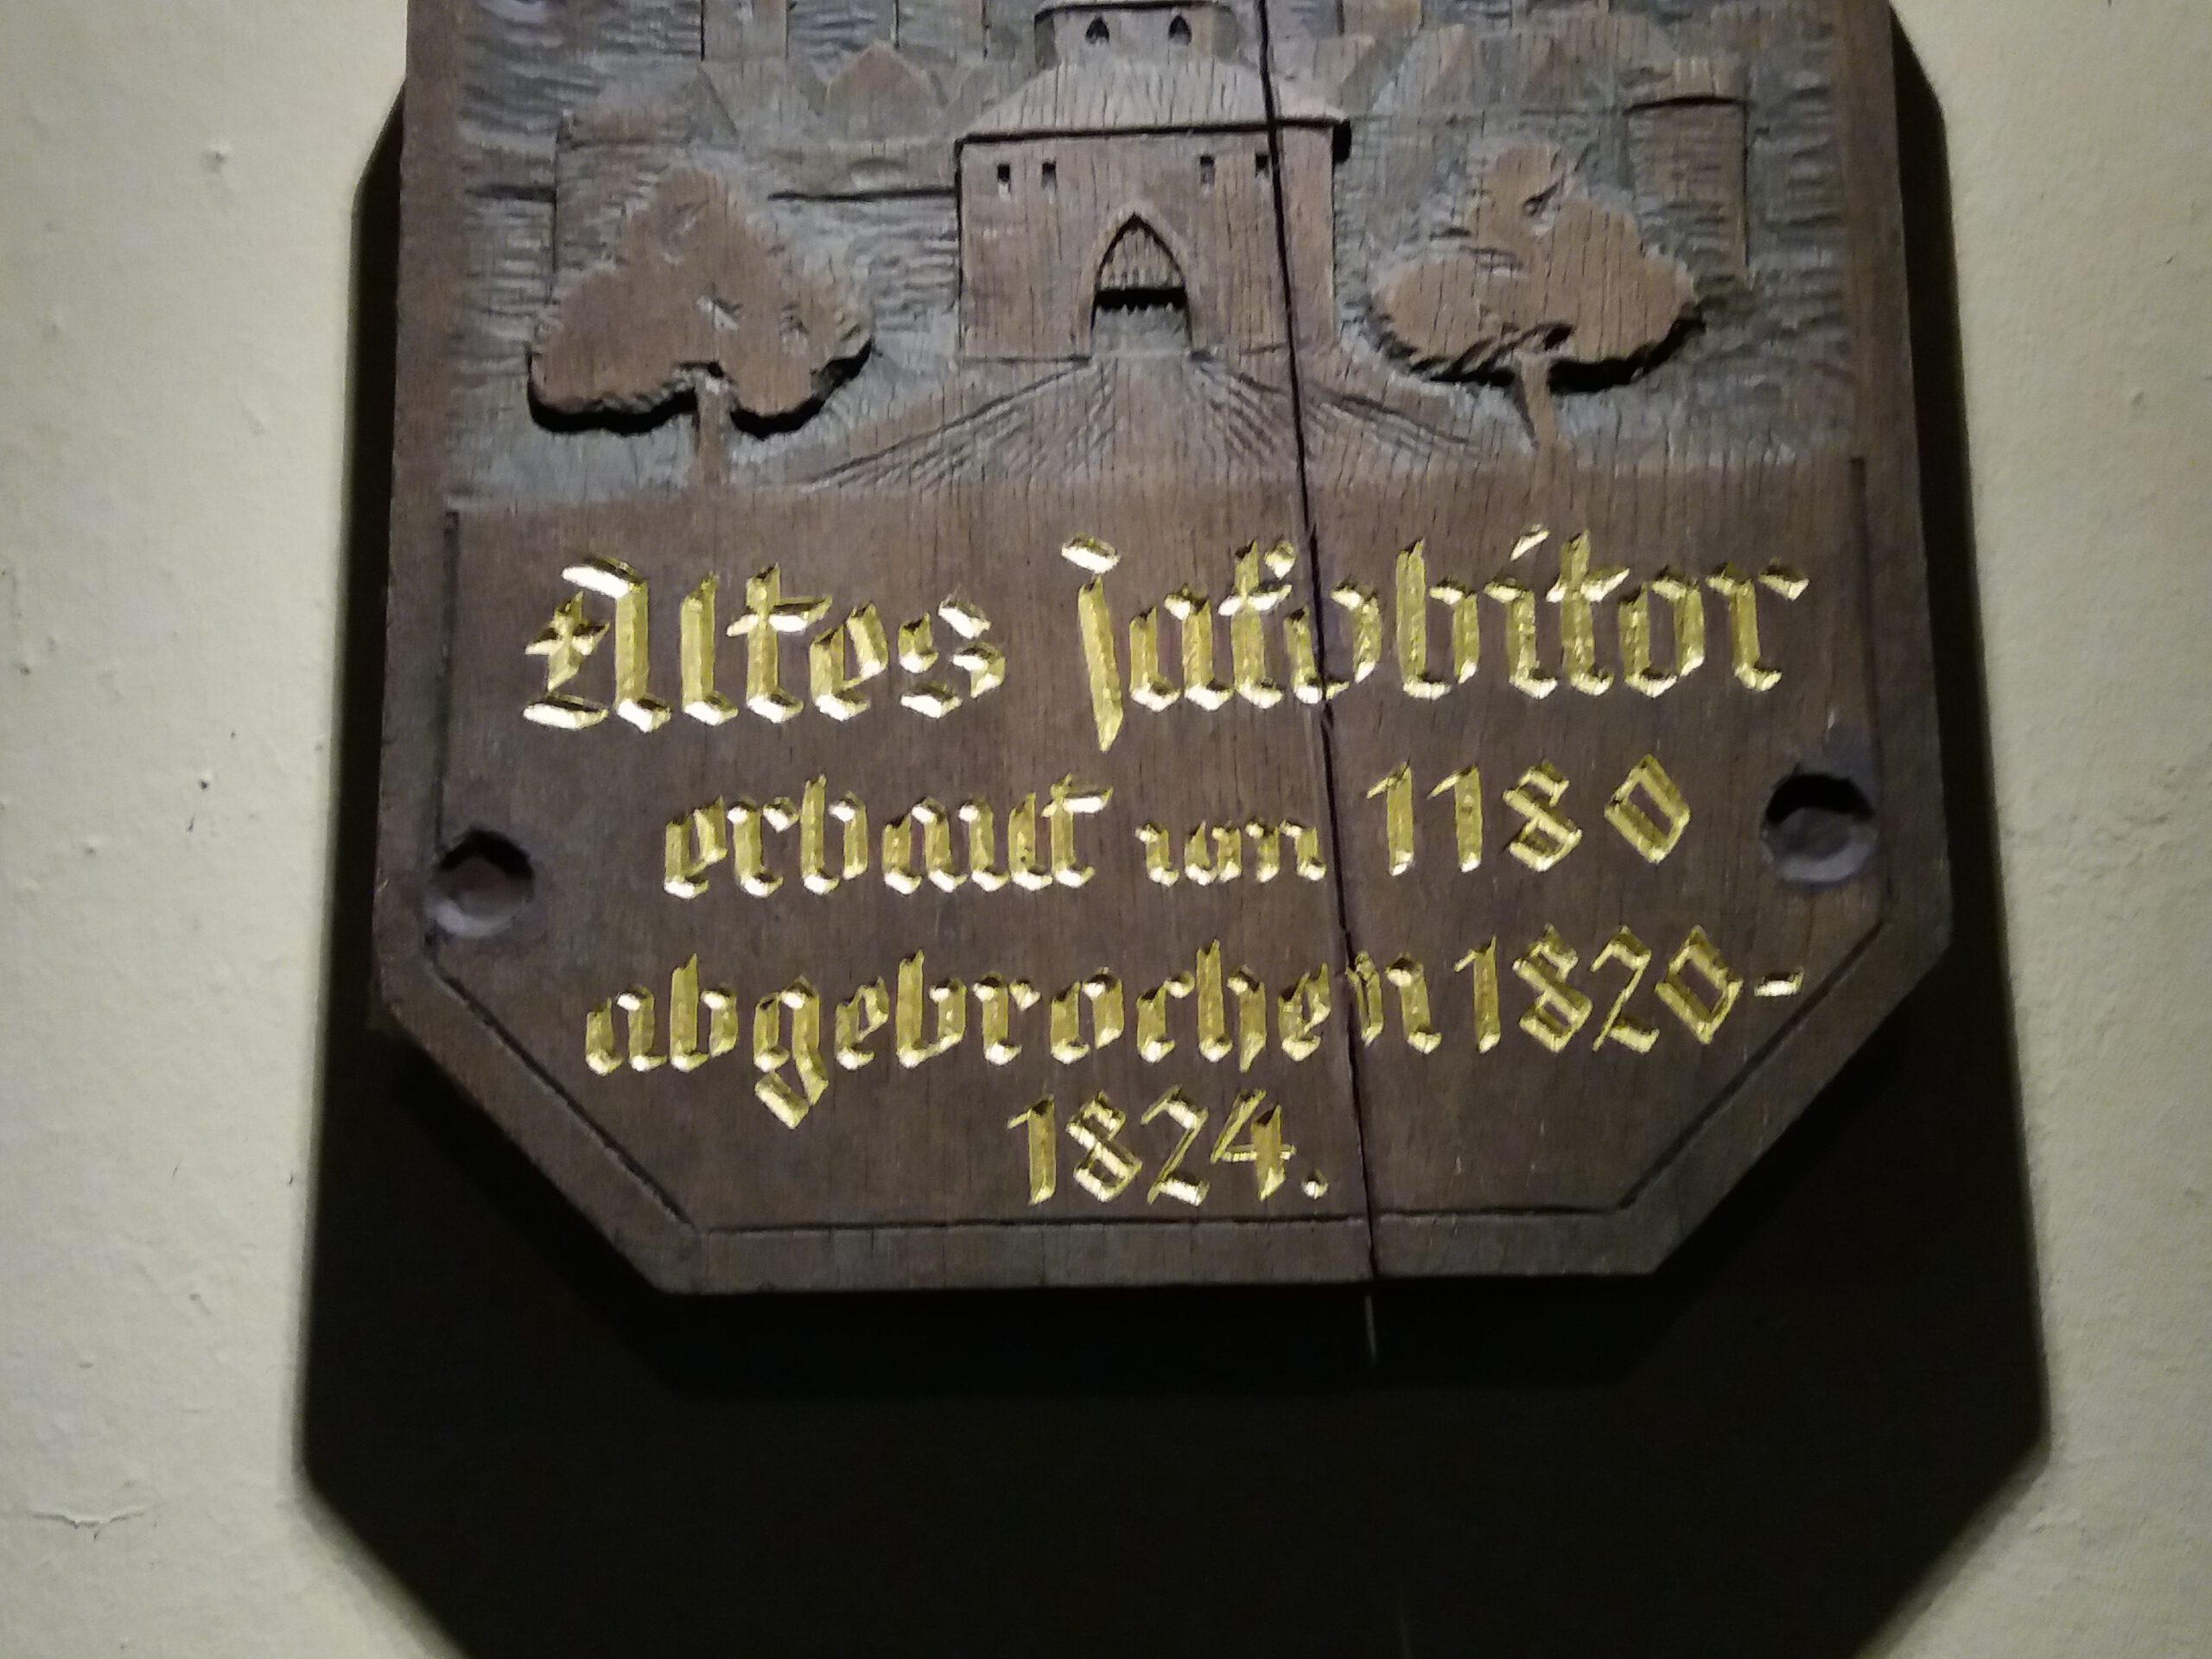 Altes Jakobitor
erbaut um 1180
abgebrochen 1820-
1824.